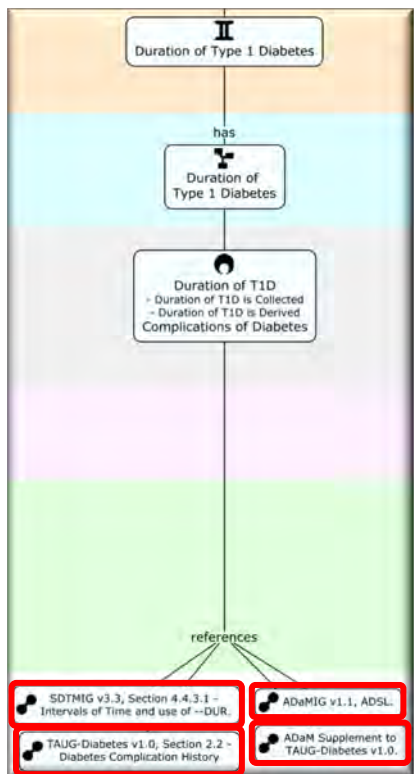 Duration of Type 1 Diabetes
has
Duration of
Type 1 Diabetes
Duration of T1D
- Duration of T1D is Collected
- Duration of T1D is Derived
Complications of Diabetes
references
SDTMIG v3.3, Section 4.4.3.1 -
Intervals of Time and use of --DUR.
ADaMIG v1.1, ADSL.
TAUG-Diabetes v1.0, Section 2.2 -
Diabetes Complication History
ADaM Supplement to
TAUG-Diabetes v1.0.